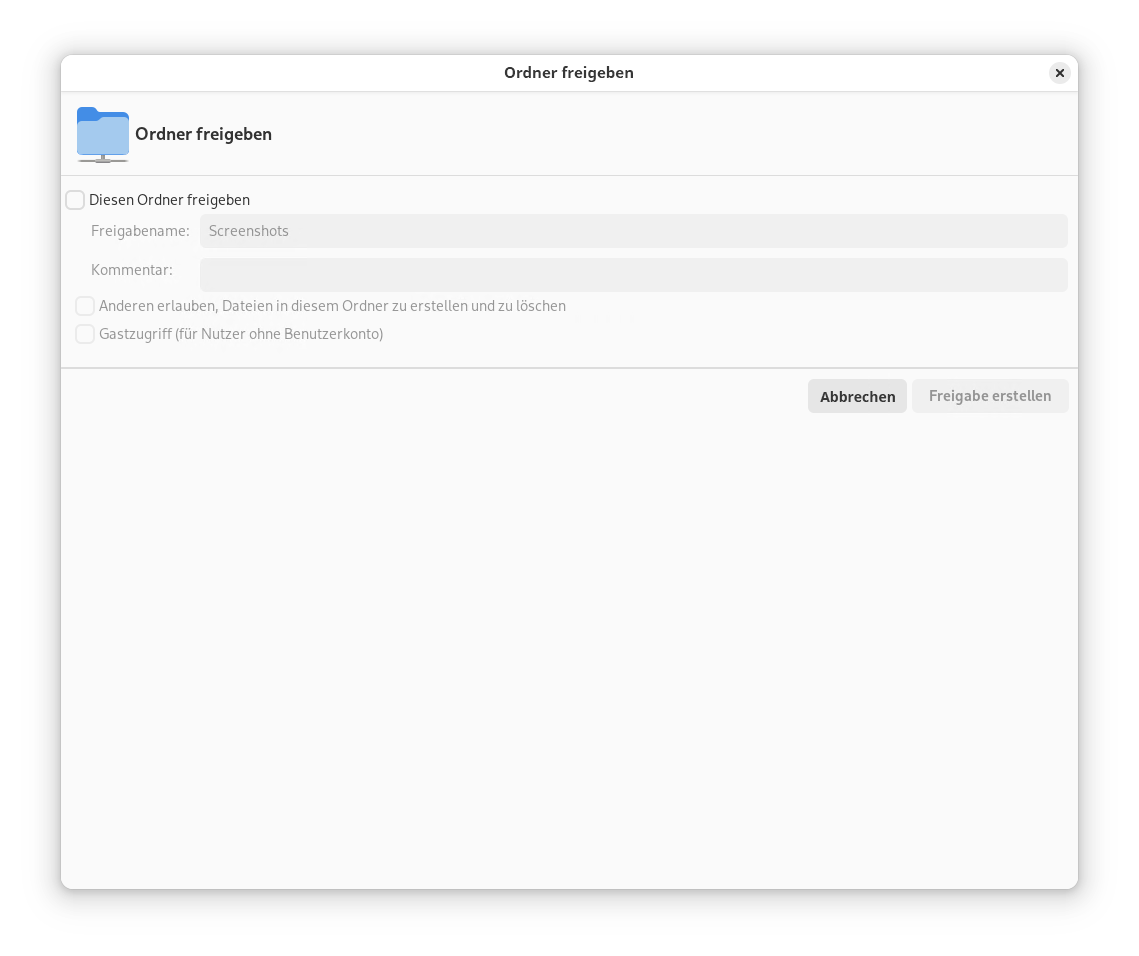 Ordner freigeben
Ordner freigeben
Diesen Ordner freigeben
Freigabename: Screenshots
Kommentar:
Anderen erlauben, Dateien in diesem Ordner zu erstellen und zu löschen
Gastzugriff (für Nutzer ohne Benutzerkonto)
Abbrechen Freigabe erstellen